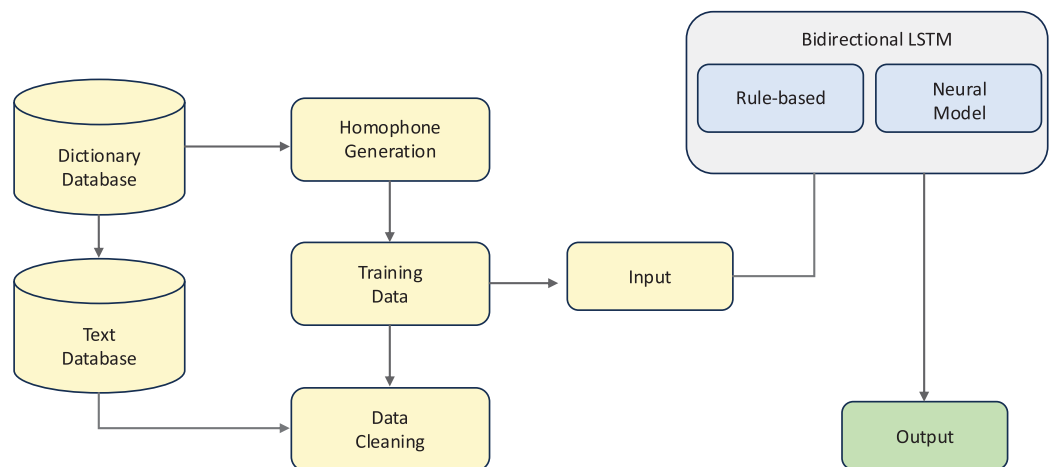 Bidirectional LSTM
Rule-based
Neural
Model
Dictionary
Database
Homophone
Generation
Training
Data
Input
Text
Database
Data
Cleaning
Output